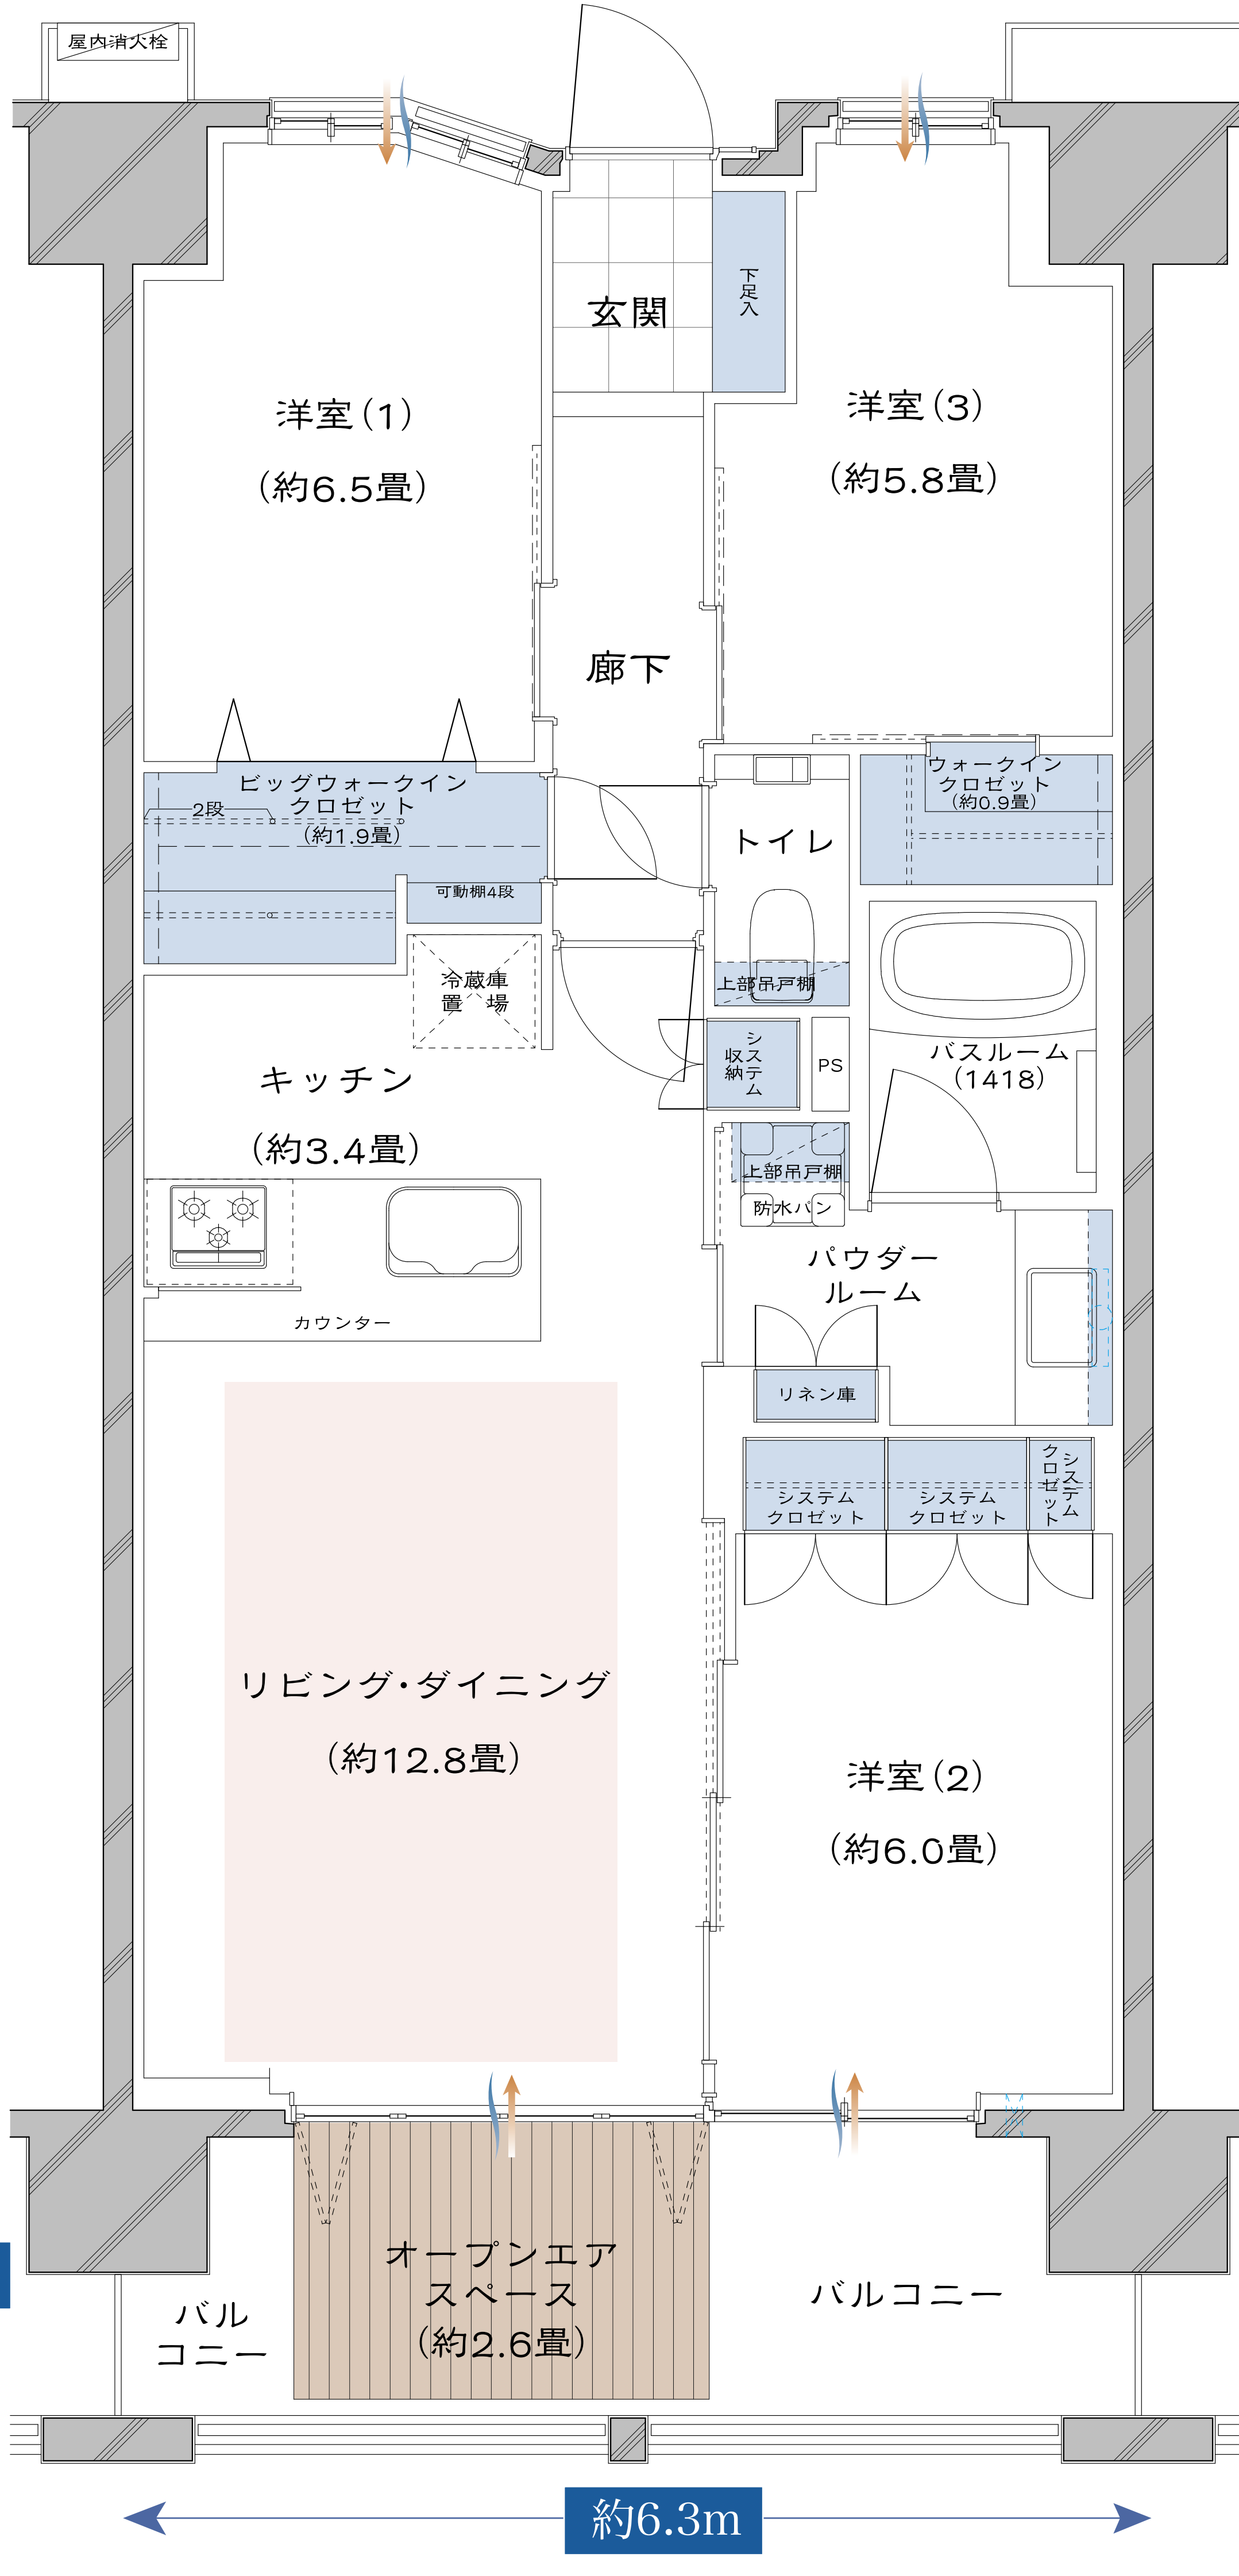 屋内消火栓
玄関
下足入
洋室(1)
(約6.5畳)
洋室(3)
(約5.8畳)
廊下
ビッグウォークイン
クロゼット
(約1.9畳)
2段
可動棚4段
ウォークイン
クロゼット
(約0.9畳)
トイレ
上部吊戸棚
冷蔵庫
置 場
システム
収納
PS
バスルーム
(1418)
キッチン
(約3.4畳)
上部吊戸棚
防水パン
パウダー
ルーム
カウンター
リネン庫
システム
クロゼット
システム
クロゼット
システム
クロゼット
リビング・ダイニング
(約12.8畳)
洋室(2)
(約6.0畳)
オープンエア
スペース
(約2.6畳)
バル
コニー
バルコニー
約6.3m